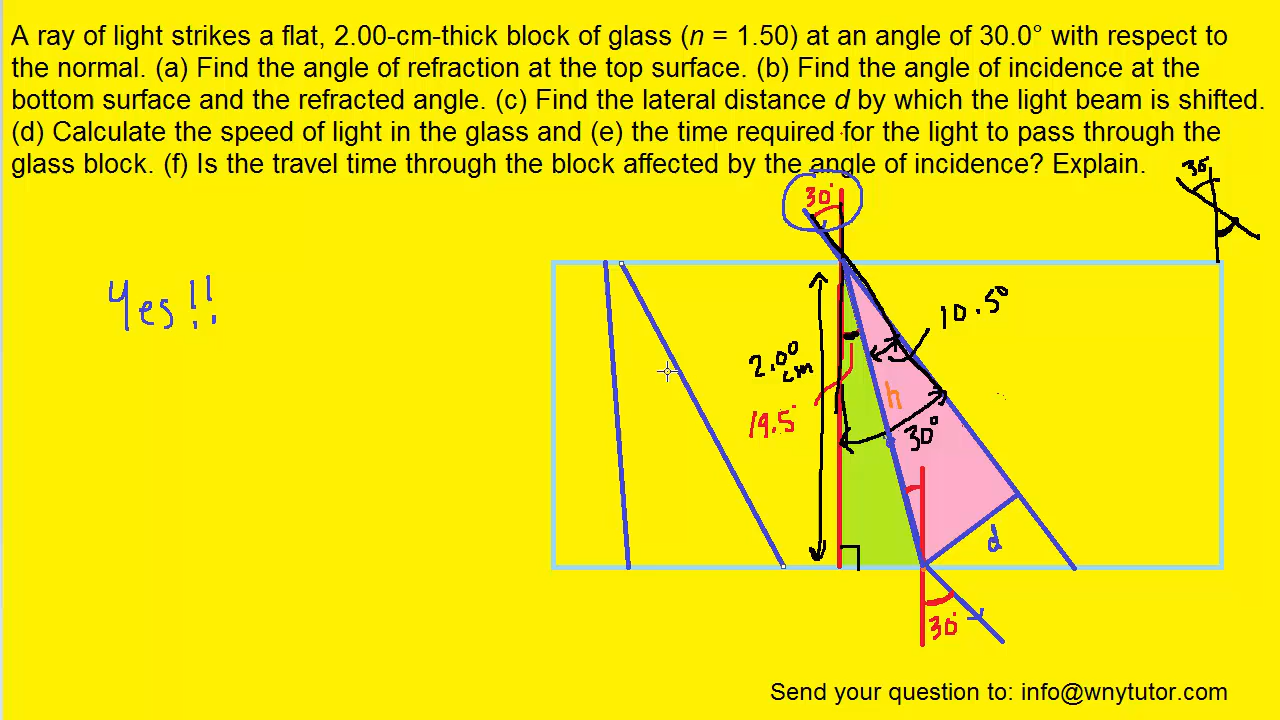 A ray of light strikes a flat, 2.00-cm-thick block of glass (n = 1.50) at an angle of 30.0° with respect to
the normal. (a) Find the angle of refraction at the top surface. (b) Find the angle of incidence at the
bottom surface and the refracted angle. (c) Find the lateral distance d by which the light beam is shifted.
(d) Calculate the speed of light in the glass and (e) the time required for the light to pass through the
glass block. (f) Is the travel time through the block affected by the angle of incidence? Explain.
30°
30°
Yes!!
10.5°
2.00
cm
h
19.5°
30°
d
30°
Send your question to: info@wnytutor.com